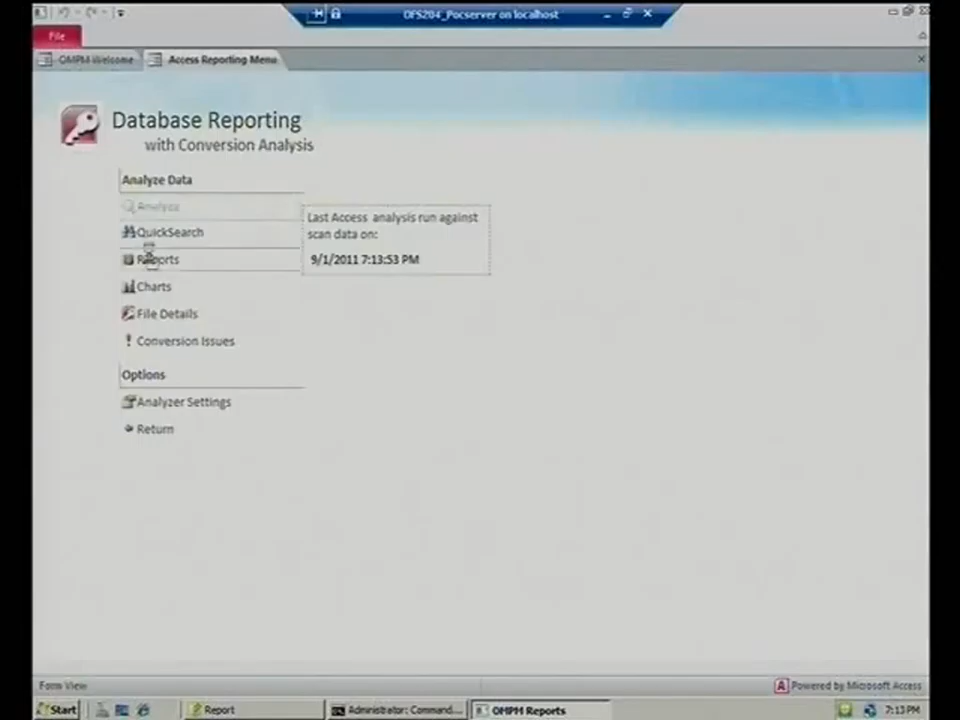 OFS204_Pocserver on localhost
File
OMPM Welcome
Access Reporting Menu
Database Reporting
with Conversion Analysis
Analyze Data
Analyze
QuickSearch
Last Access analysis run against
scan data on:
Reports
9/1/2011 7:13:53 PM
Charts
File Details
Conversion Issues
Options
Analyzer Settings
Return
Form View
Powered by Microsoft Access
Start
Report
Administrator: Command...
OMPM Reports
7:13 PM